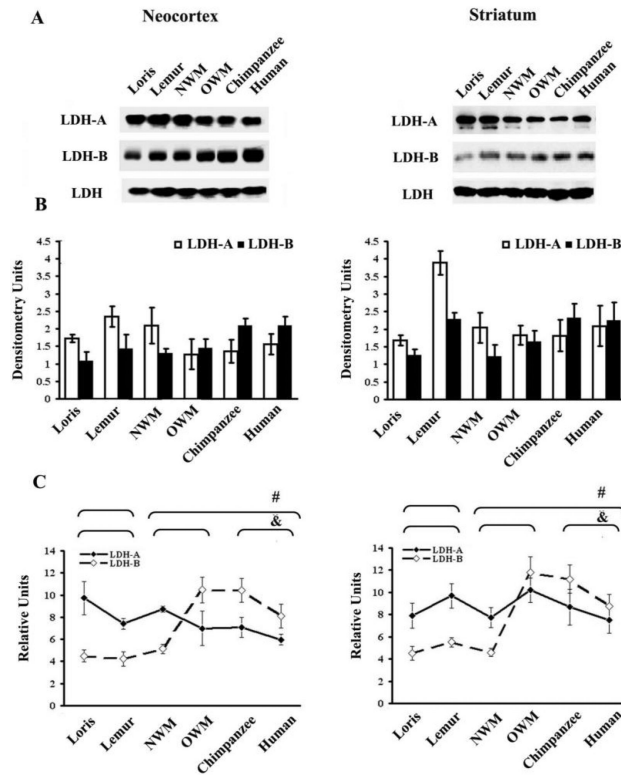 A
Neocortex
Striatum
Loris Lemur NWM OWM Chimpanzee Human
Loris Lemur NWM OWM Chimpanzee Human
LDH-A
LDH-B
LDH
LDH-A
LDH-B
LDH
B
Densitometry Units
4.5
4
3.5
3
2.5
2
1.5
1
0.5
0
LDH-A LDH-B
Loris Lemur NWM OWM Chimpanzee Human
Densitometry Units
4.5
4
3.5
3
2.5
2
1.5
1
0.5
0
LDH-A LDH-B
Loris Lemur NWM OWM Chimpanzee Human
C
#
&
Relative Units
14
12
10
8
6
4
2
0
LDH-A
LDH-B
Loris Lemur NWM OWM Chimpanzee Human
#
&
Relative Units
14
12
10
8
6
4
2
0
LDH-A
LDH-B
Loris Lemur NWM OWM Chimpanzee Human